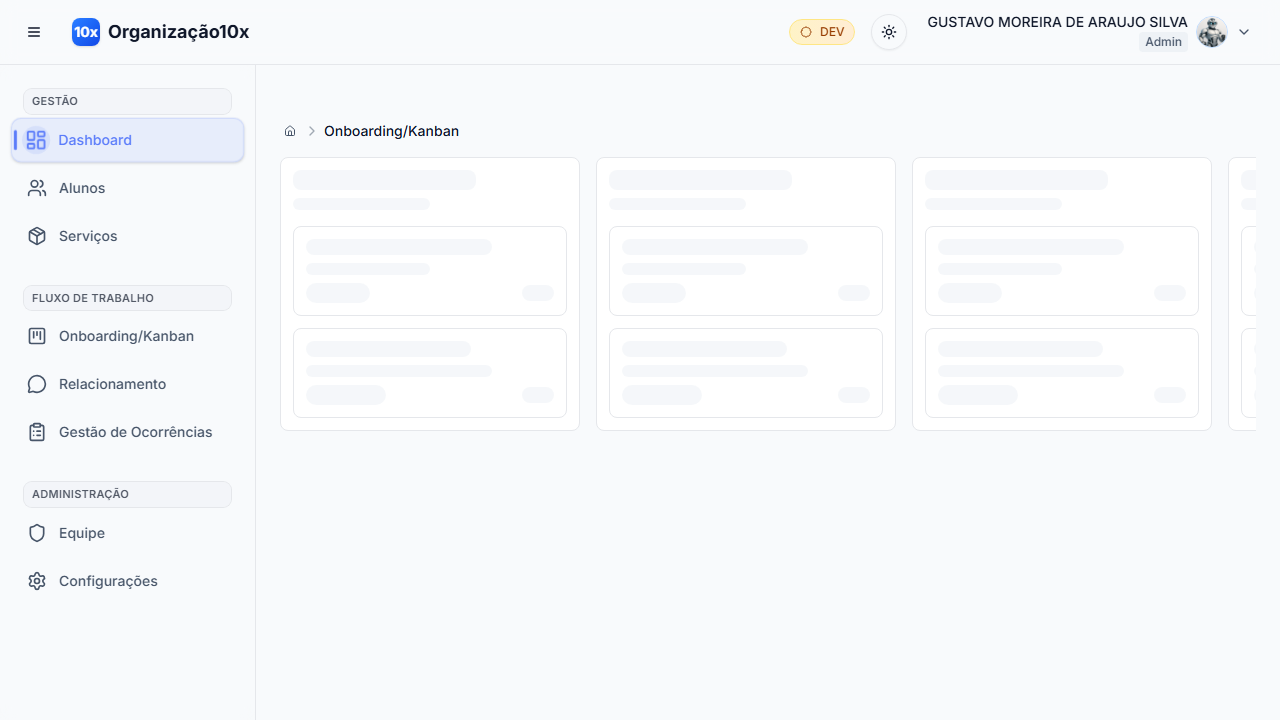 10x Organização10x
DEV
GUSTAVO MOREIRA DE ARAUJO SILVA
Admin
GESTÃO
Dashboard
Alunos
Serviços
FLUXO DE TRABALHO
Onboarding/Kanban
Relacionamento
Gestão de Ocorrências
ADMINISTRAÇÃO
Equipe
Configurações
Onboarding/Kanban